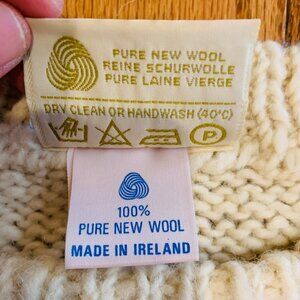 PURE NEW WOOL
REINE SCHURWOLLE
PURE LAINE VIERGE
DRY CLEAN OR HANDWASH (40°C)
P
100%
PURE NEW WOOL
MADE IN IRELAND